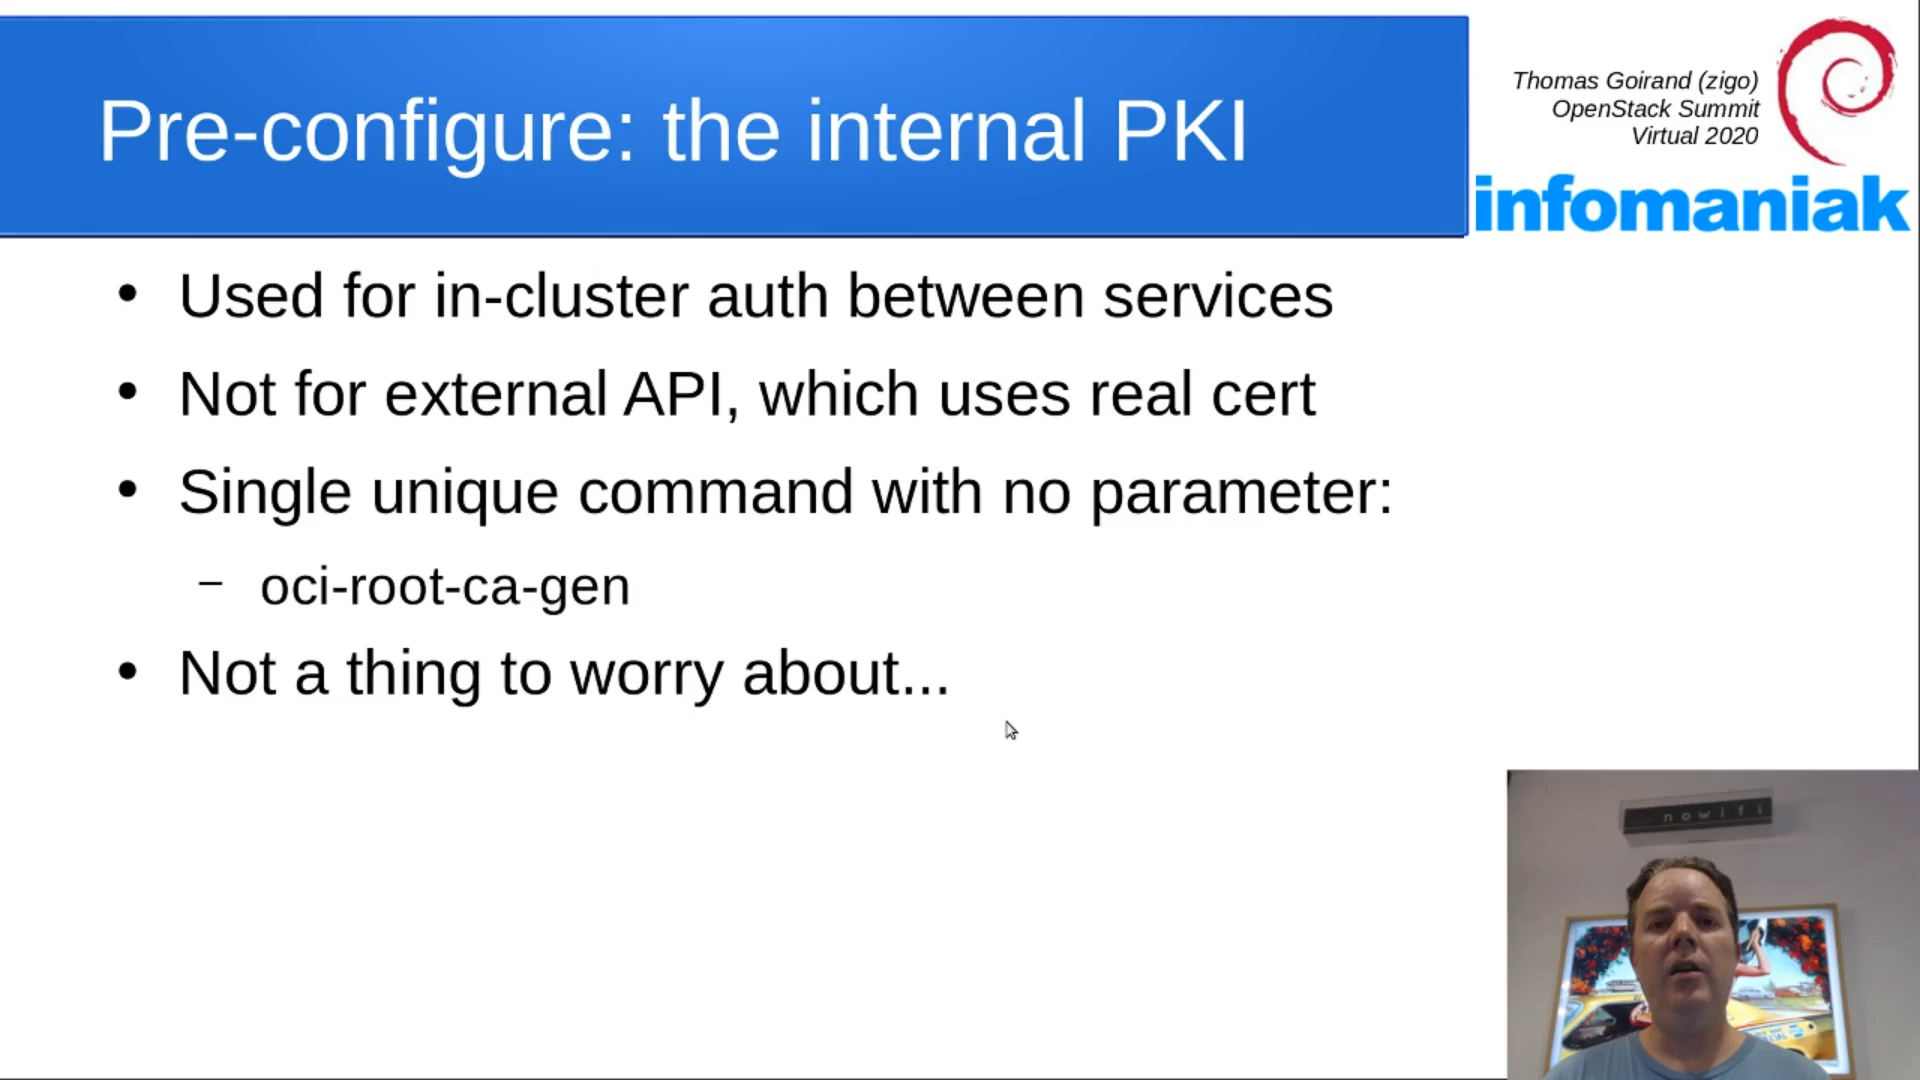 Pre-configure: the internal PKI
Thomas Goirand (zigo)
OpenStack Summit
Virtual 2020
infomaniak
• Used for in-cluster auth between services
• Not for external API, which uses real cert
• Single unique command with no parameter:
– oci-root-ca-gen
• Not a thing to worry about...
nowifi